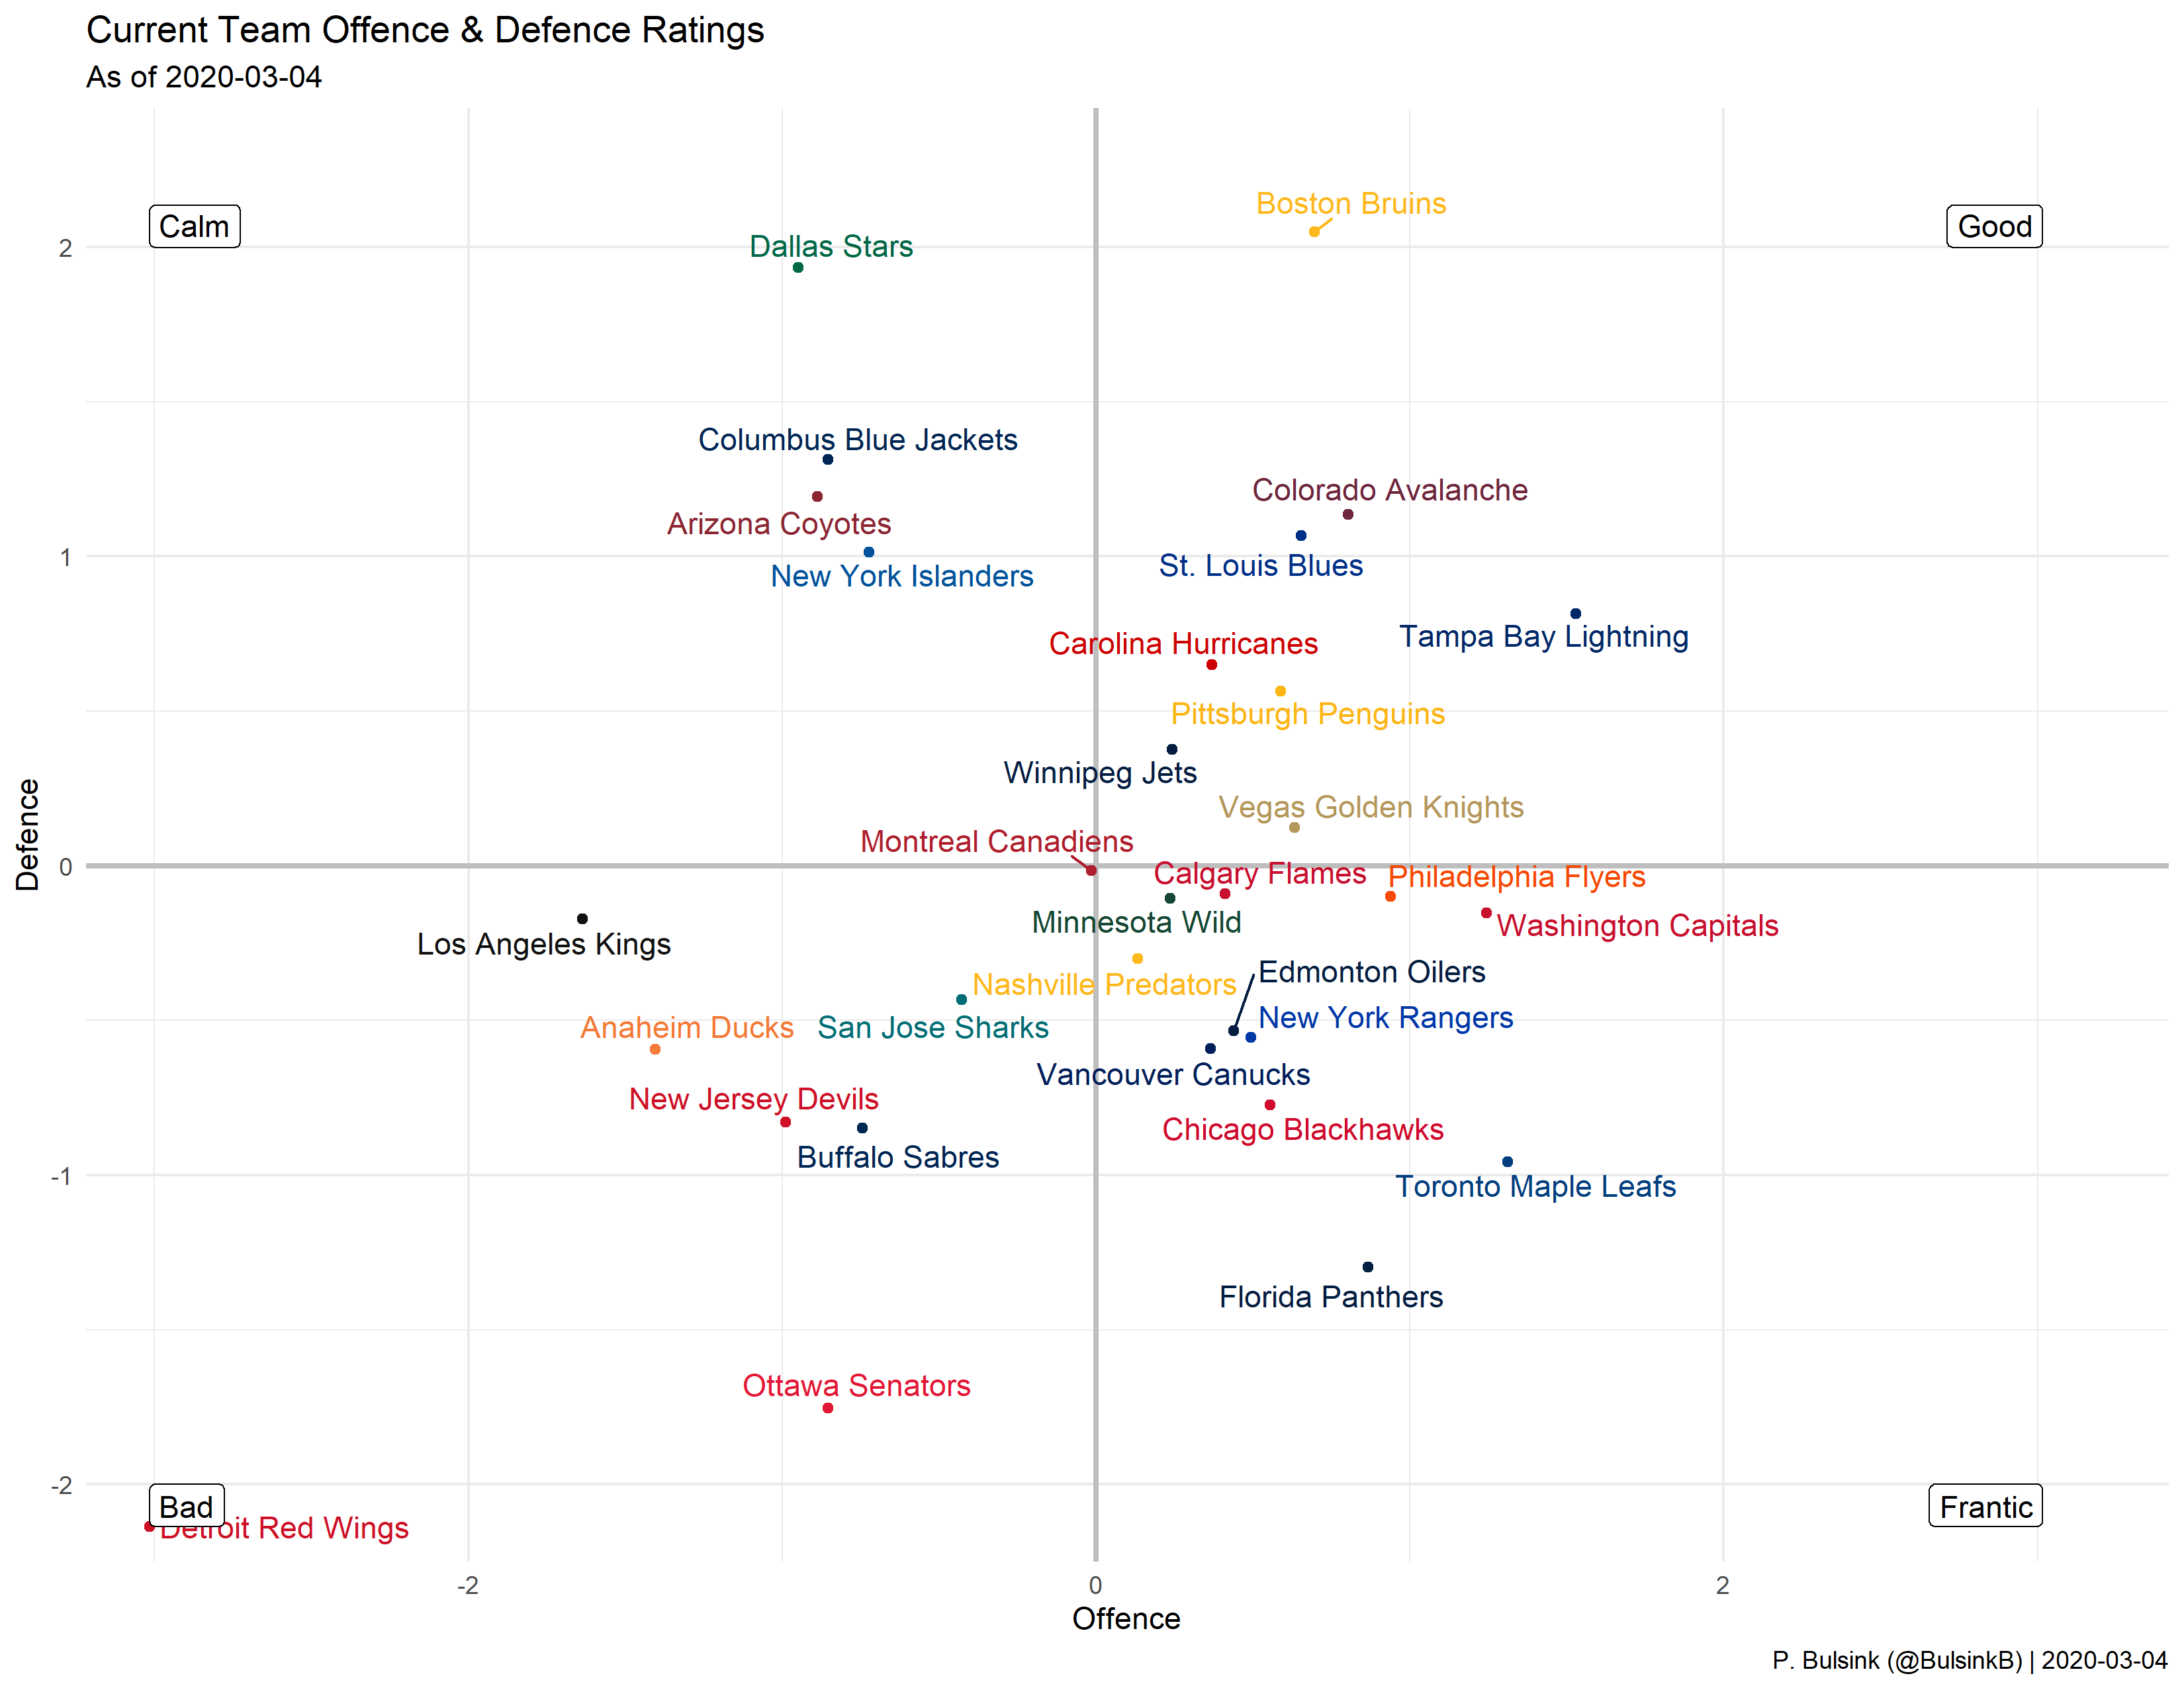 Current Team Offence & Defence Ratings
As of 2020-03-04
Boston Bruins
Calm
Good
2
Dallas Stars
Columbus Blue Jackets
Colorado Avalanche
Arizona Coyotes
1
St. Louis Blues
New York Islanders
Tampa Bay Lightning
Carolina Hurricanes
Pittsburgh Penguins
Winnipeg Jets
Vegas Golden Knights
Defence
Montreal Canadiens
0
Calgary Flames
Philadelphia Flyers
Minnesota Wild
Washington Capitals
Los Angeles Kings
Edmonton Oilers
Nashville Predators
New York Rangers
Anaheim Ducks
San Jose Sharks
Vancouver Canucks
New Jersey Devils
Chicago Blackhawks
Buffalo Sabres
-1
Toronto Maple Leafs
Florida Panthers
Ottawa Senators
-2
Bad
Frantic
Detroit Red Wings
-2
0
2
Offence
P. Bulsink (@BulsinkB) | 2020-03-04